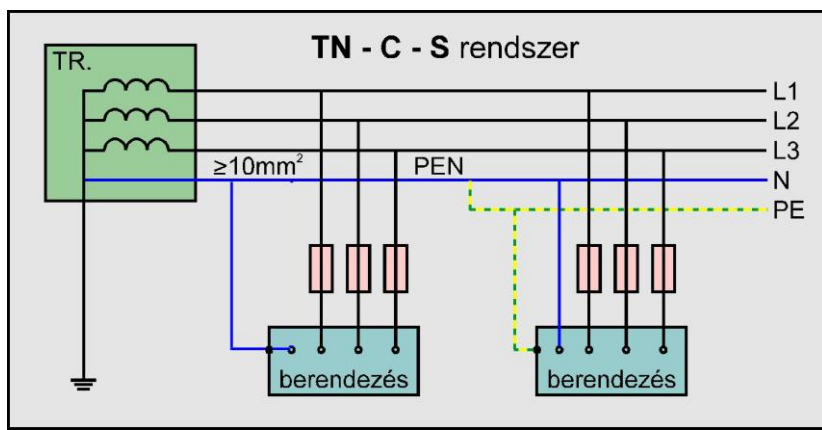 TN - C - S rendszer
TR.
L1
L2
L3
≥10mm²
PEN
N
PE
berendezés
berendezés